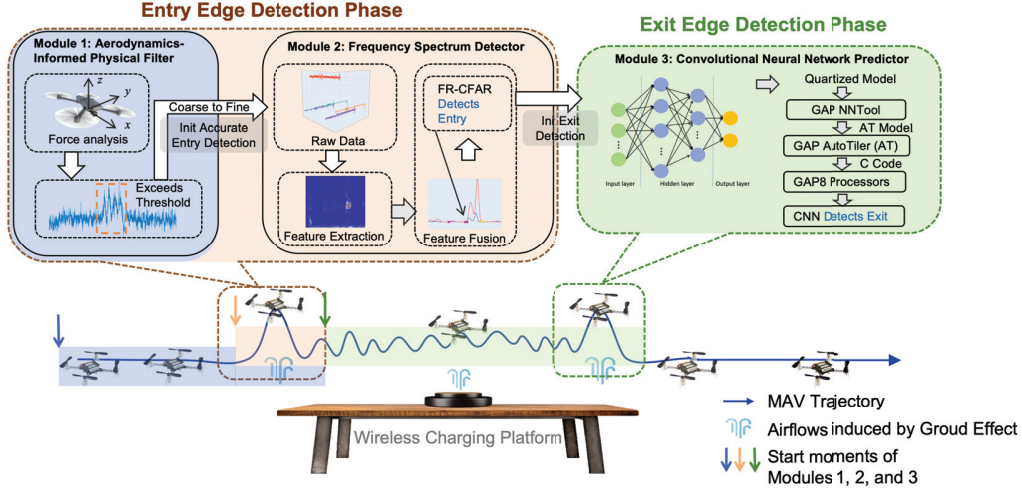 Entry Edge Detection Phase
Exit Edge Detection Phase
Module 1: Aerodynamics-
Informed Physical Filter
z
y
x
Force analysis
Exceeds
Threshold
Coarse to Fine
Init Accurate
Entry Detection
Module 2: Frequency Spectrum Detector
Raw Data
Feature Extraction
FR-CFAR
Detects
Entry
Feature Fusion
Init Exit
Detection
Module 3: Convolutional Neural Network Predictor
Input layer
Hidden layer
Output layer
Quartized Model
GAP NNTool
AT Model
GAP AutoTiler (AT)
C Code
GAP8 Processors
CNN Detects Exit
Wireless Charging Platform
MAV Trajectory
Airflows induced by Groud Effect
Start moments of
Modules 1, 2, and 3